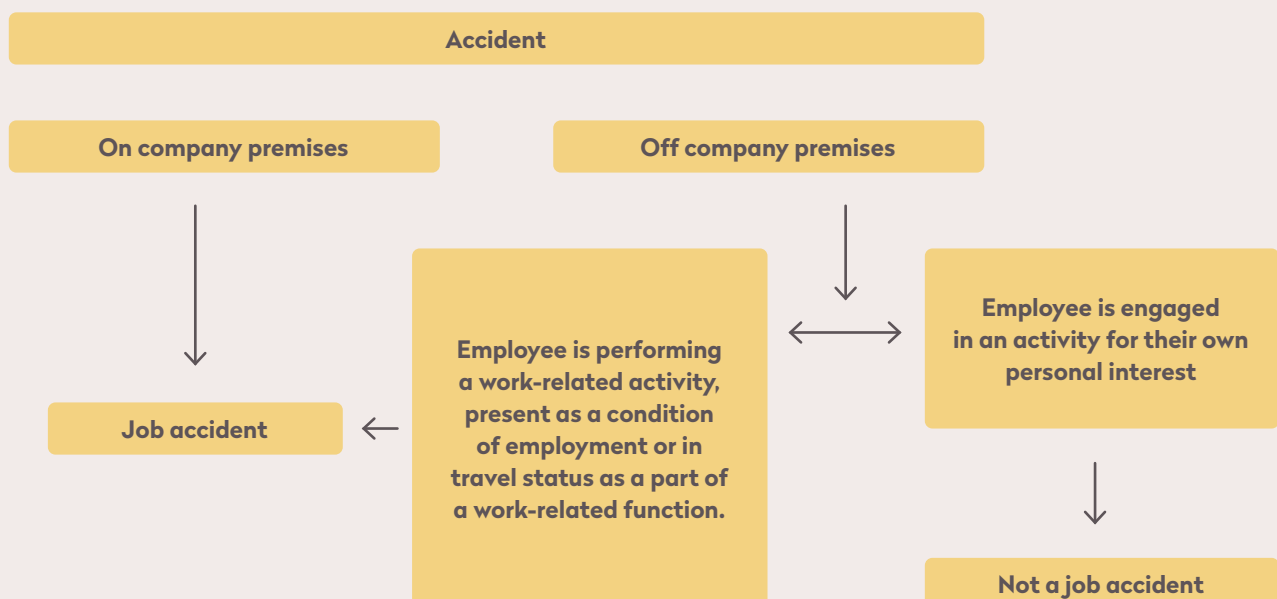 Accident
On company premises
Off company premises
Employee is performing
a work-related activity,
present as a condition
of employment or in
travel status as a part of
a work-related function.
Employee is engaged
in an activity for their own
personal interest
Job accident
Not a job accident